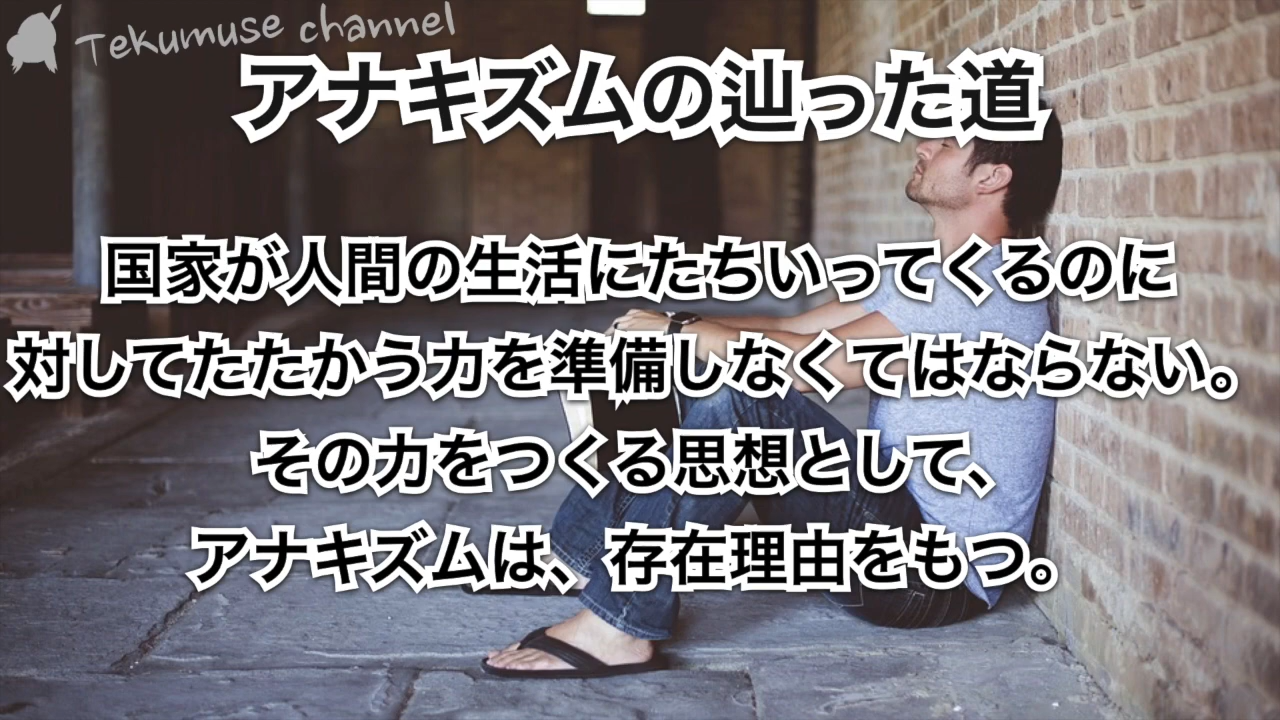 Tekumuse channel
アナキズムの辿った道
国家が人間の生活にたちいってくるのに
対してたたかう力を準備しなくてはならない。
その力をつくる思想として、
アナキズムは、存在理由をもつ。